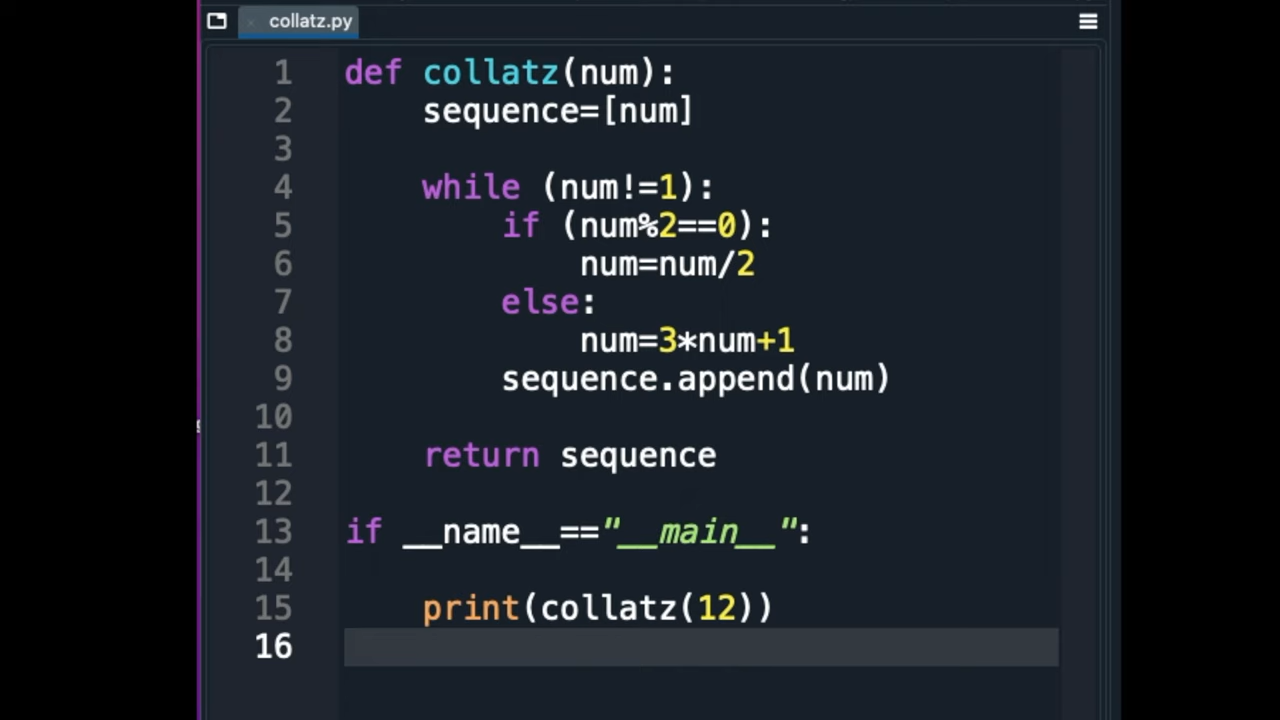 collatz.py
1 def collatz(num):
2     sequence=[num]
3
4     while (num!=1):
5         if (num%2==0):
6             num=num/2
7         else:
8             num=3*num+1
9         sequence.append(num)
10
11     return sequence
12
13 if __name__=="__main__":
14
15     print(collatz(12))
16